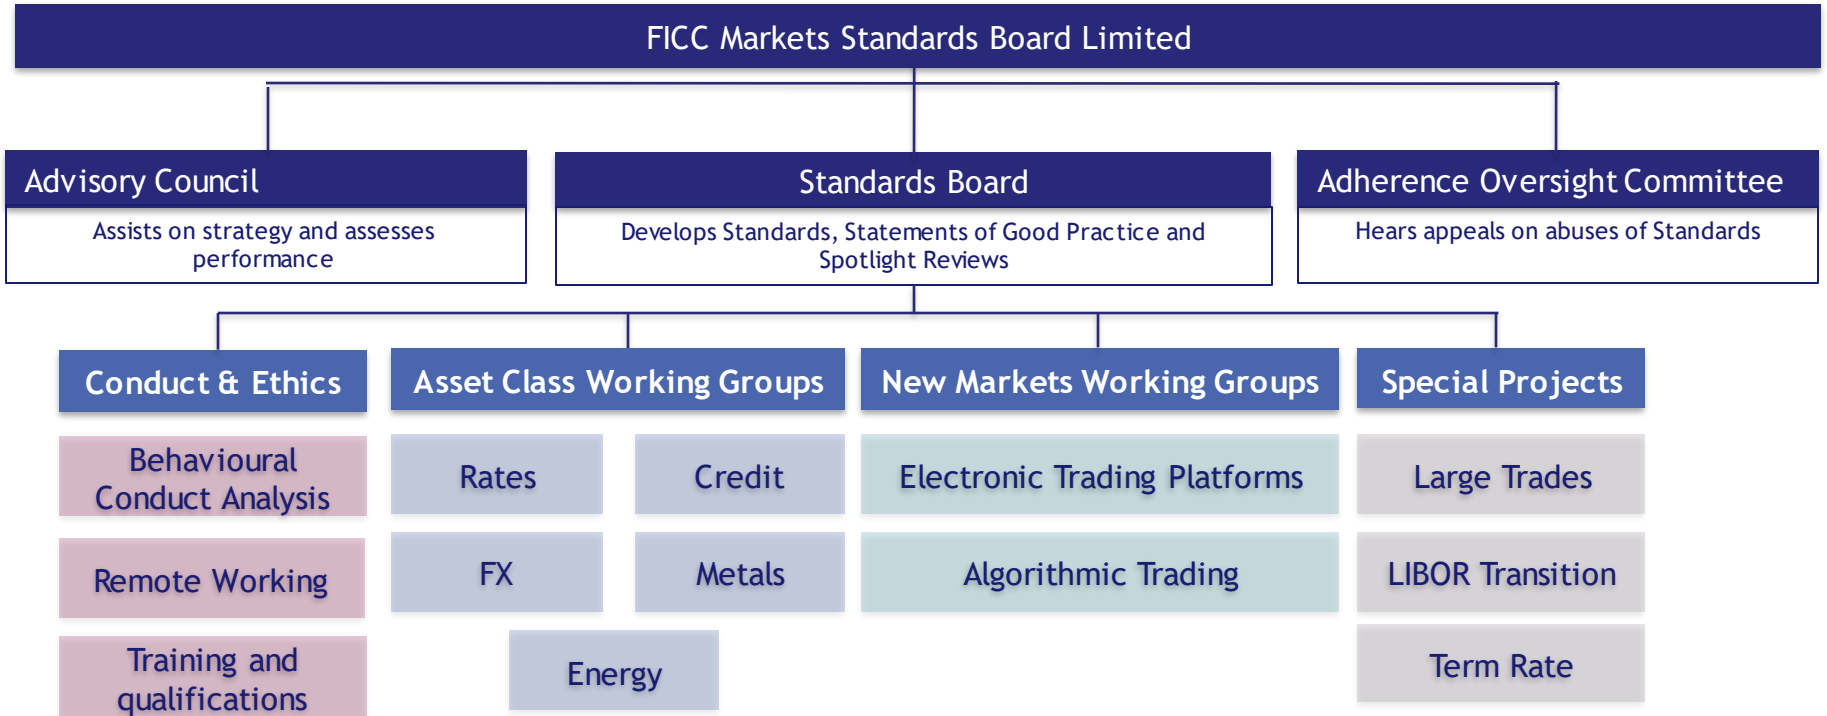 FICC Markets Standards Board Limited
Advisory Council
Assists on strategy and assesses
performance
Standards Board
Develops Standards, Statements of Good Practice and
Spotlight Reviews
Adherence Oversight Committee
Hears appeals on abuses of Standards
Conduct & Ethics
Behavioural
Conduct Analysis
Remote Working
Training and
qualifications
Asset Class Working Groups
Rates
Credit
FX
Metals
Energy
New Markets Working Groups
Electronic Trading Platforms
Algorithmic Trading
Special Projects
Large Trades
LIBOR Transition
Term Rate